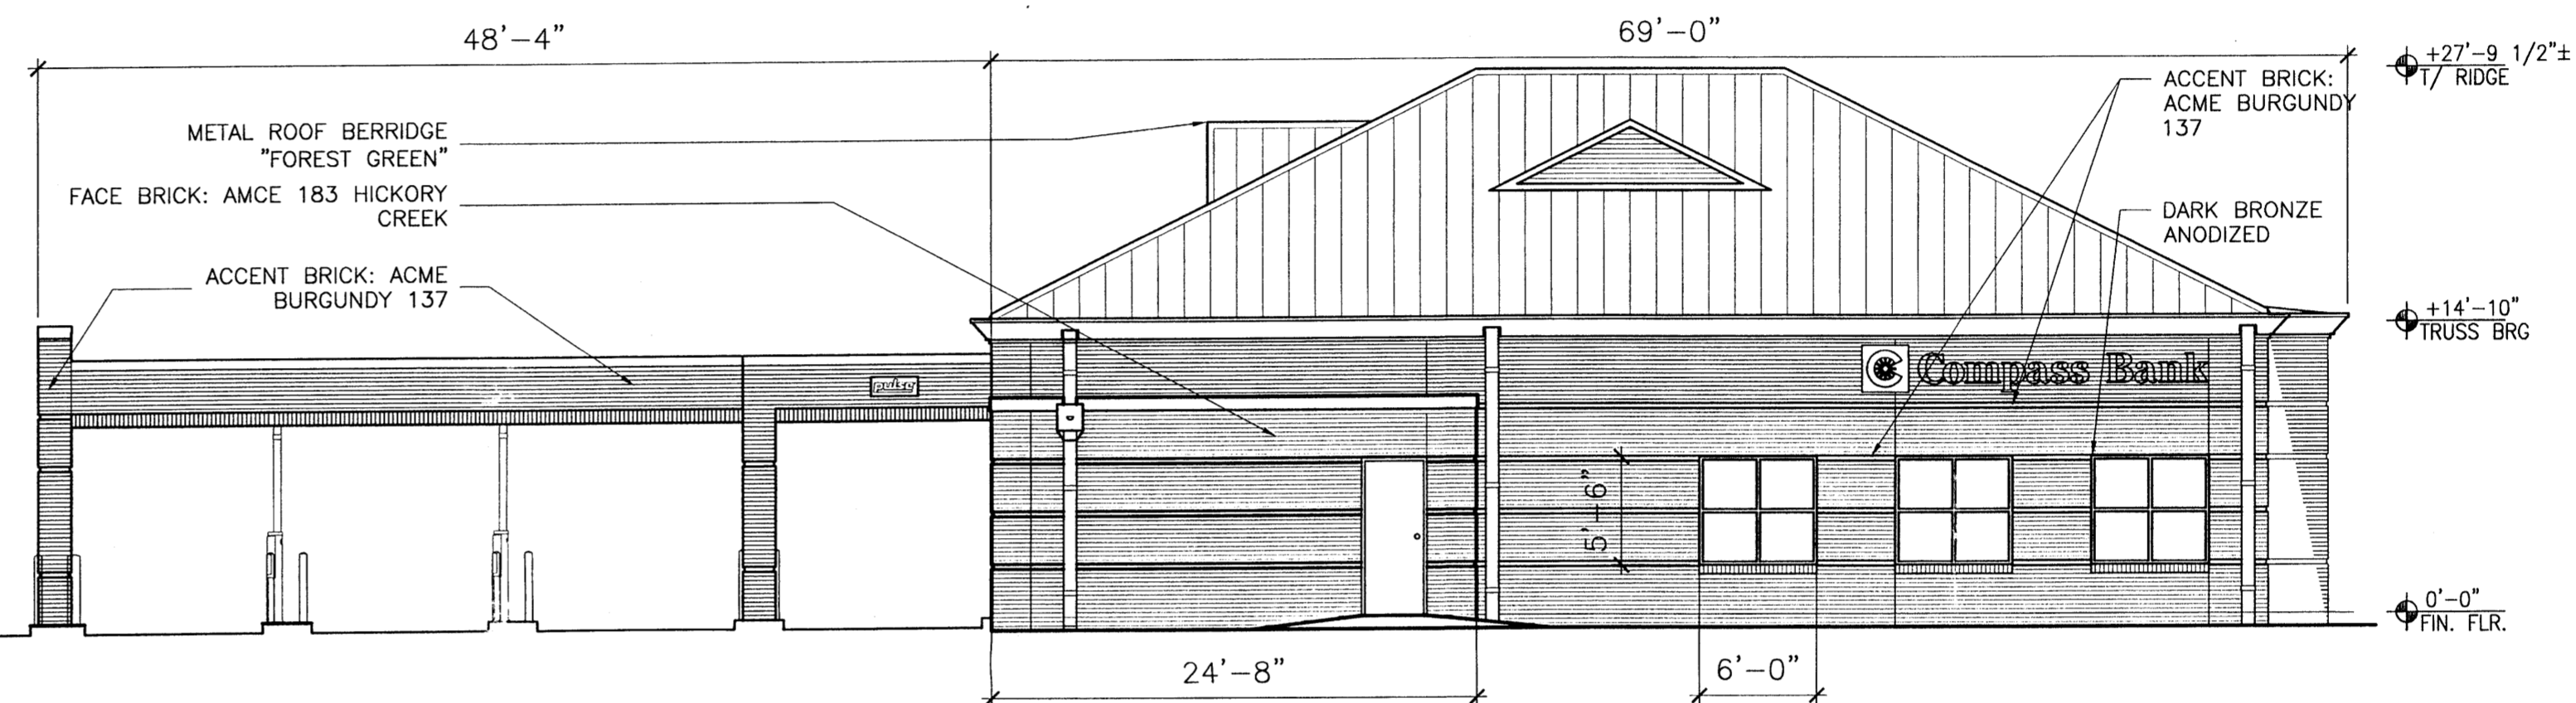 48'-4"
69'-0"
+27'-9 1/2"±
T/ RIDGE
METAL ROOF BERRIDGE
"FOREST GREEN"
FACE BRICK: AMCE 183 HICKORY
CREEK
ACCENT BRICK: ACME
BURGUNDY 137
ACCENT BRICK:
ACME BURGUNDY
137
DARK BRONZE
ANODIZED
+14'-10"
TRUSS BRG
pulse
Compass Bank
5'-6"
0'-0"
FIN. FLR.
24'-8"
6'-0"